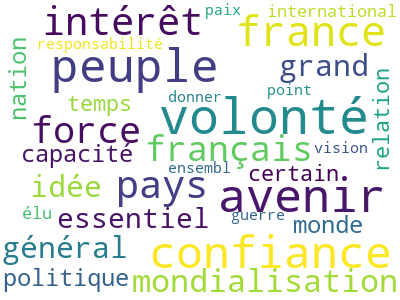 paix international
intérêt france
responsabilité
peuple grand
nation
relation
temps donner point
volonté
force français vision
capacité ensembl certain
idée pays avenir
élu essentiel guerre monde
général confiance
politique mondialisation